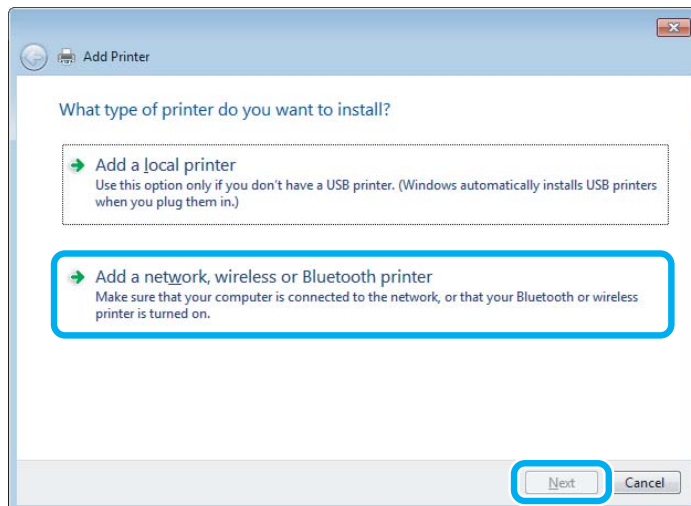 Add Printer
What type of printer do you want to install?
Add a local printer
Use this option only if you don't have a USB printer. (Windows automatically installs USB printers
when you plug them in.)
Add a network, wireless or Bluetooth printer
Make sure that your computer is connected to the network, or that your Bluetooth or wireless
printer is turned on.
Next Cancel